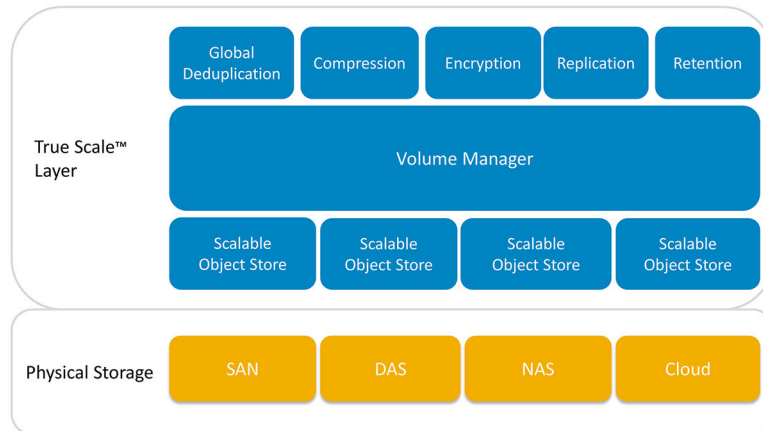 Global
Deduplication
Compression
Encryption
Replication
Retention
True Scale™
Layer
Volume Manager
Scalable
Object Store
Scalable
Object Store
Scalable
Object Store
Scalable
Object Store
Physical Storage
SAN
DAS
NAS
Cloud